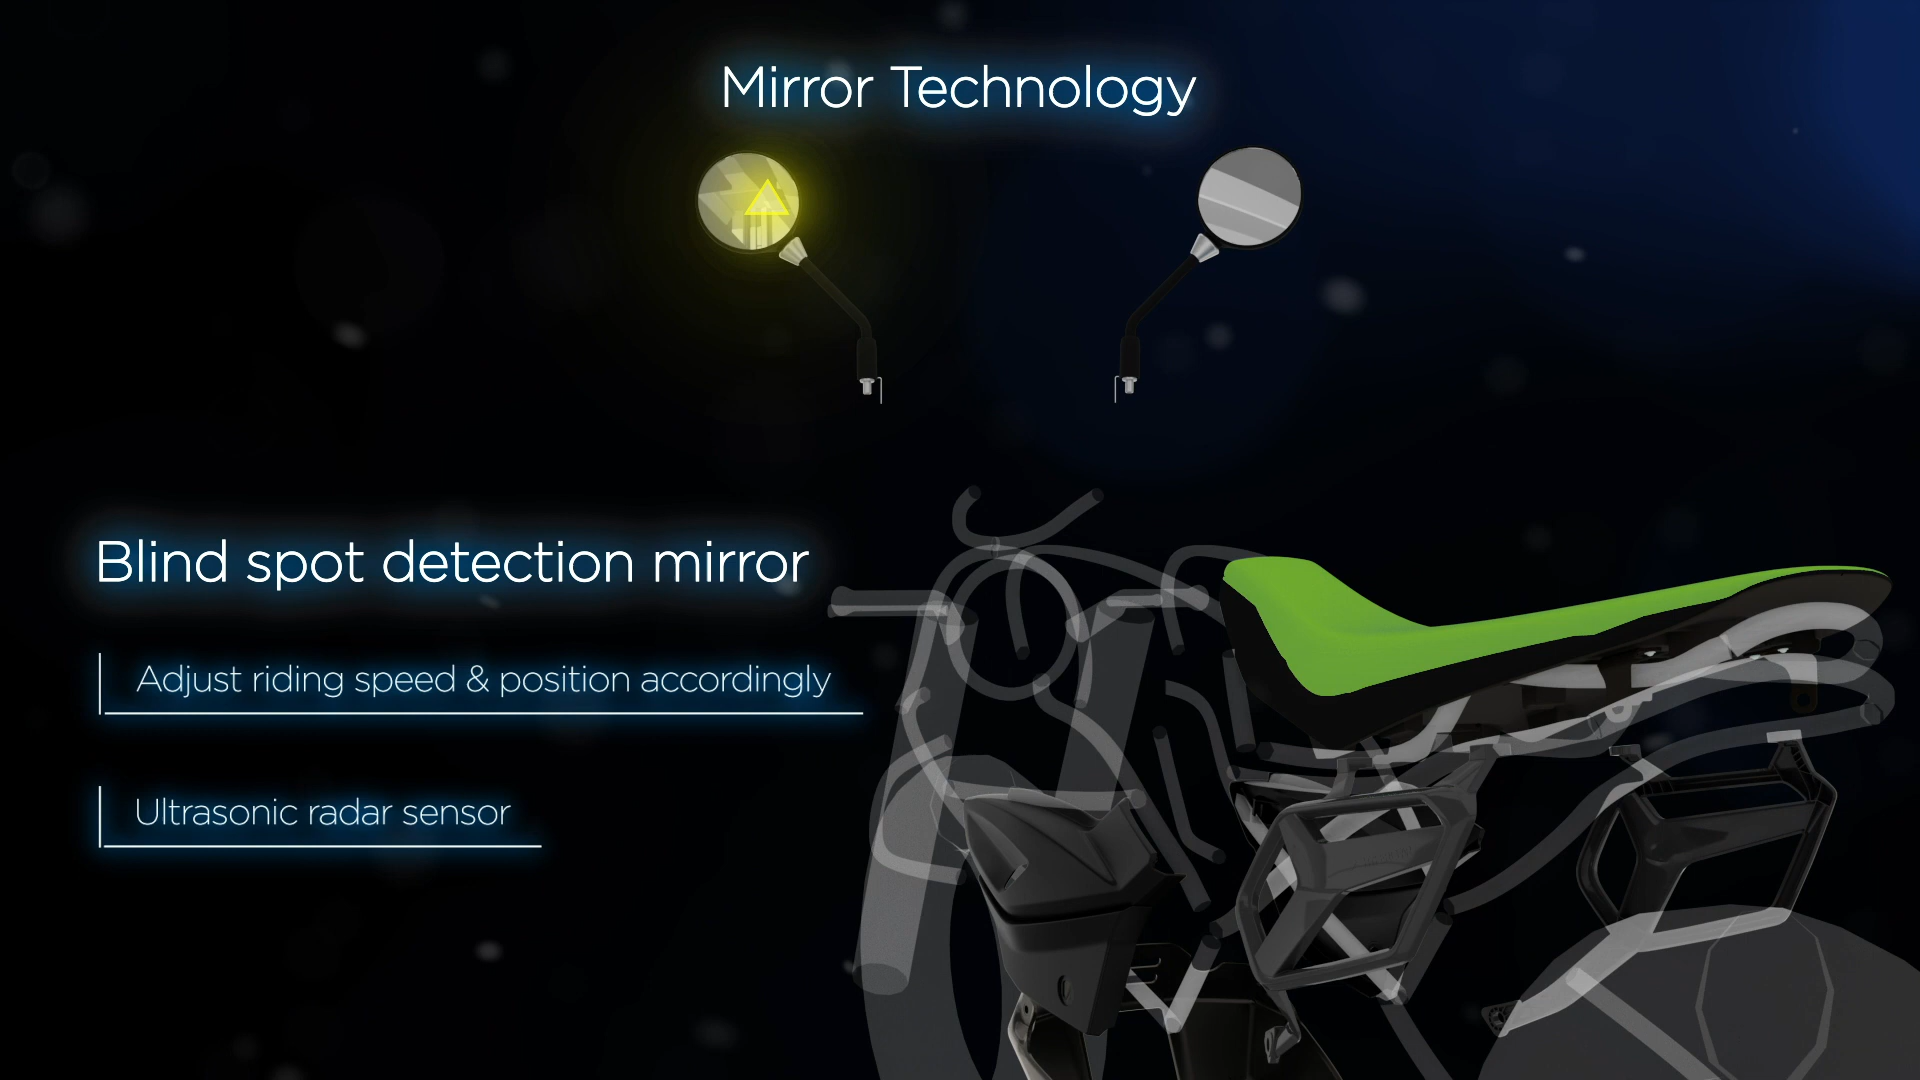 Mirror Technology
Blind spot detection mirror
Adjust riding speed & position accordingly
Ultrasonic radar sensor